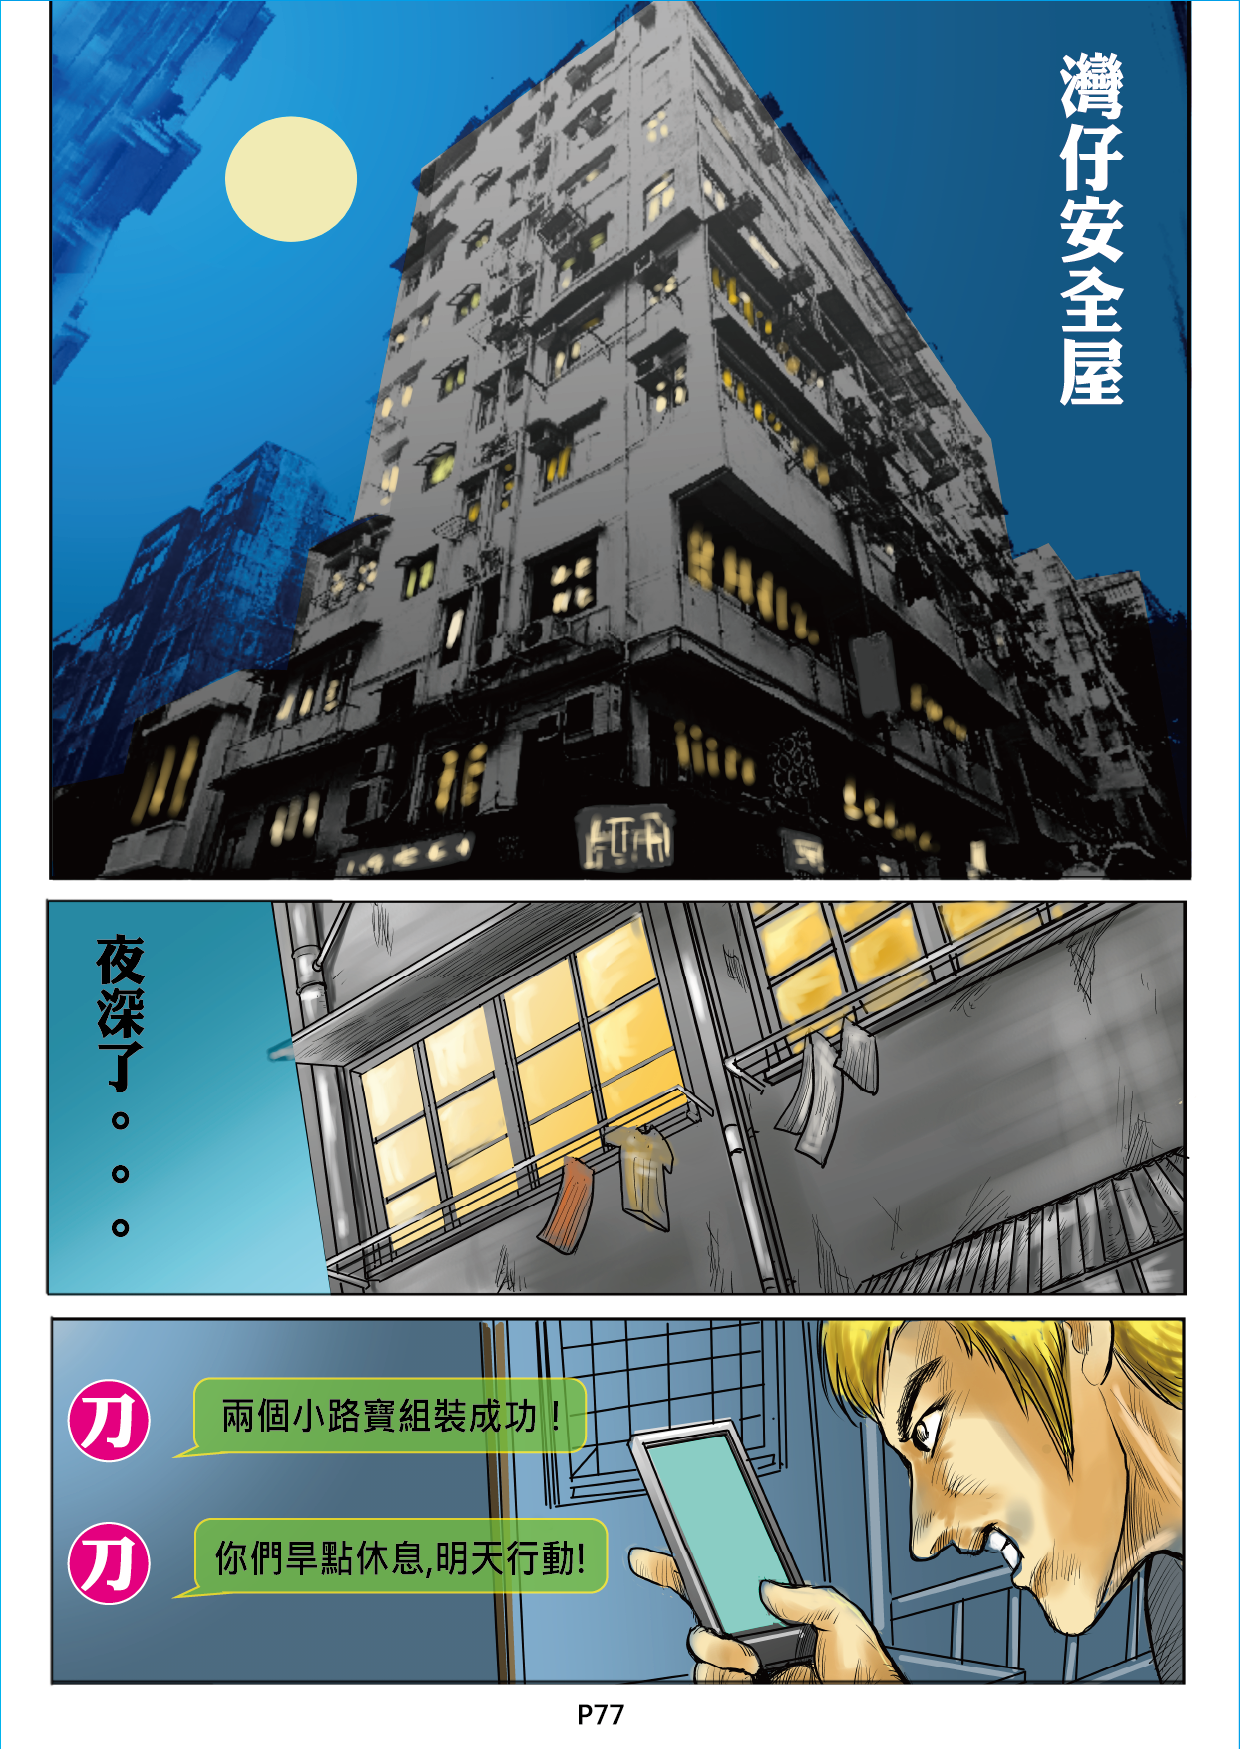 灣仔安全屋
夜深了。。。
刀
兩個小路寶組裝成功！
刀
你們早點休息,明天行動!
P77